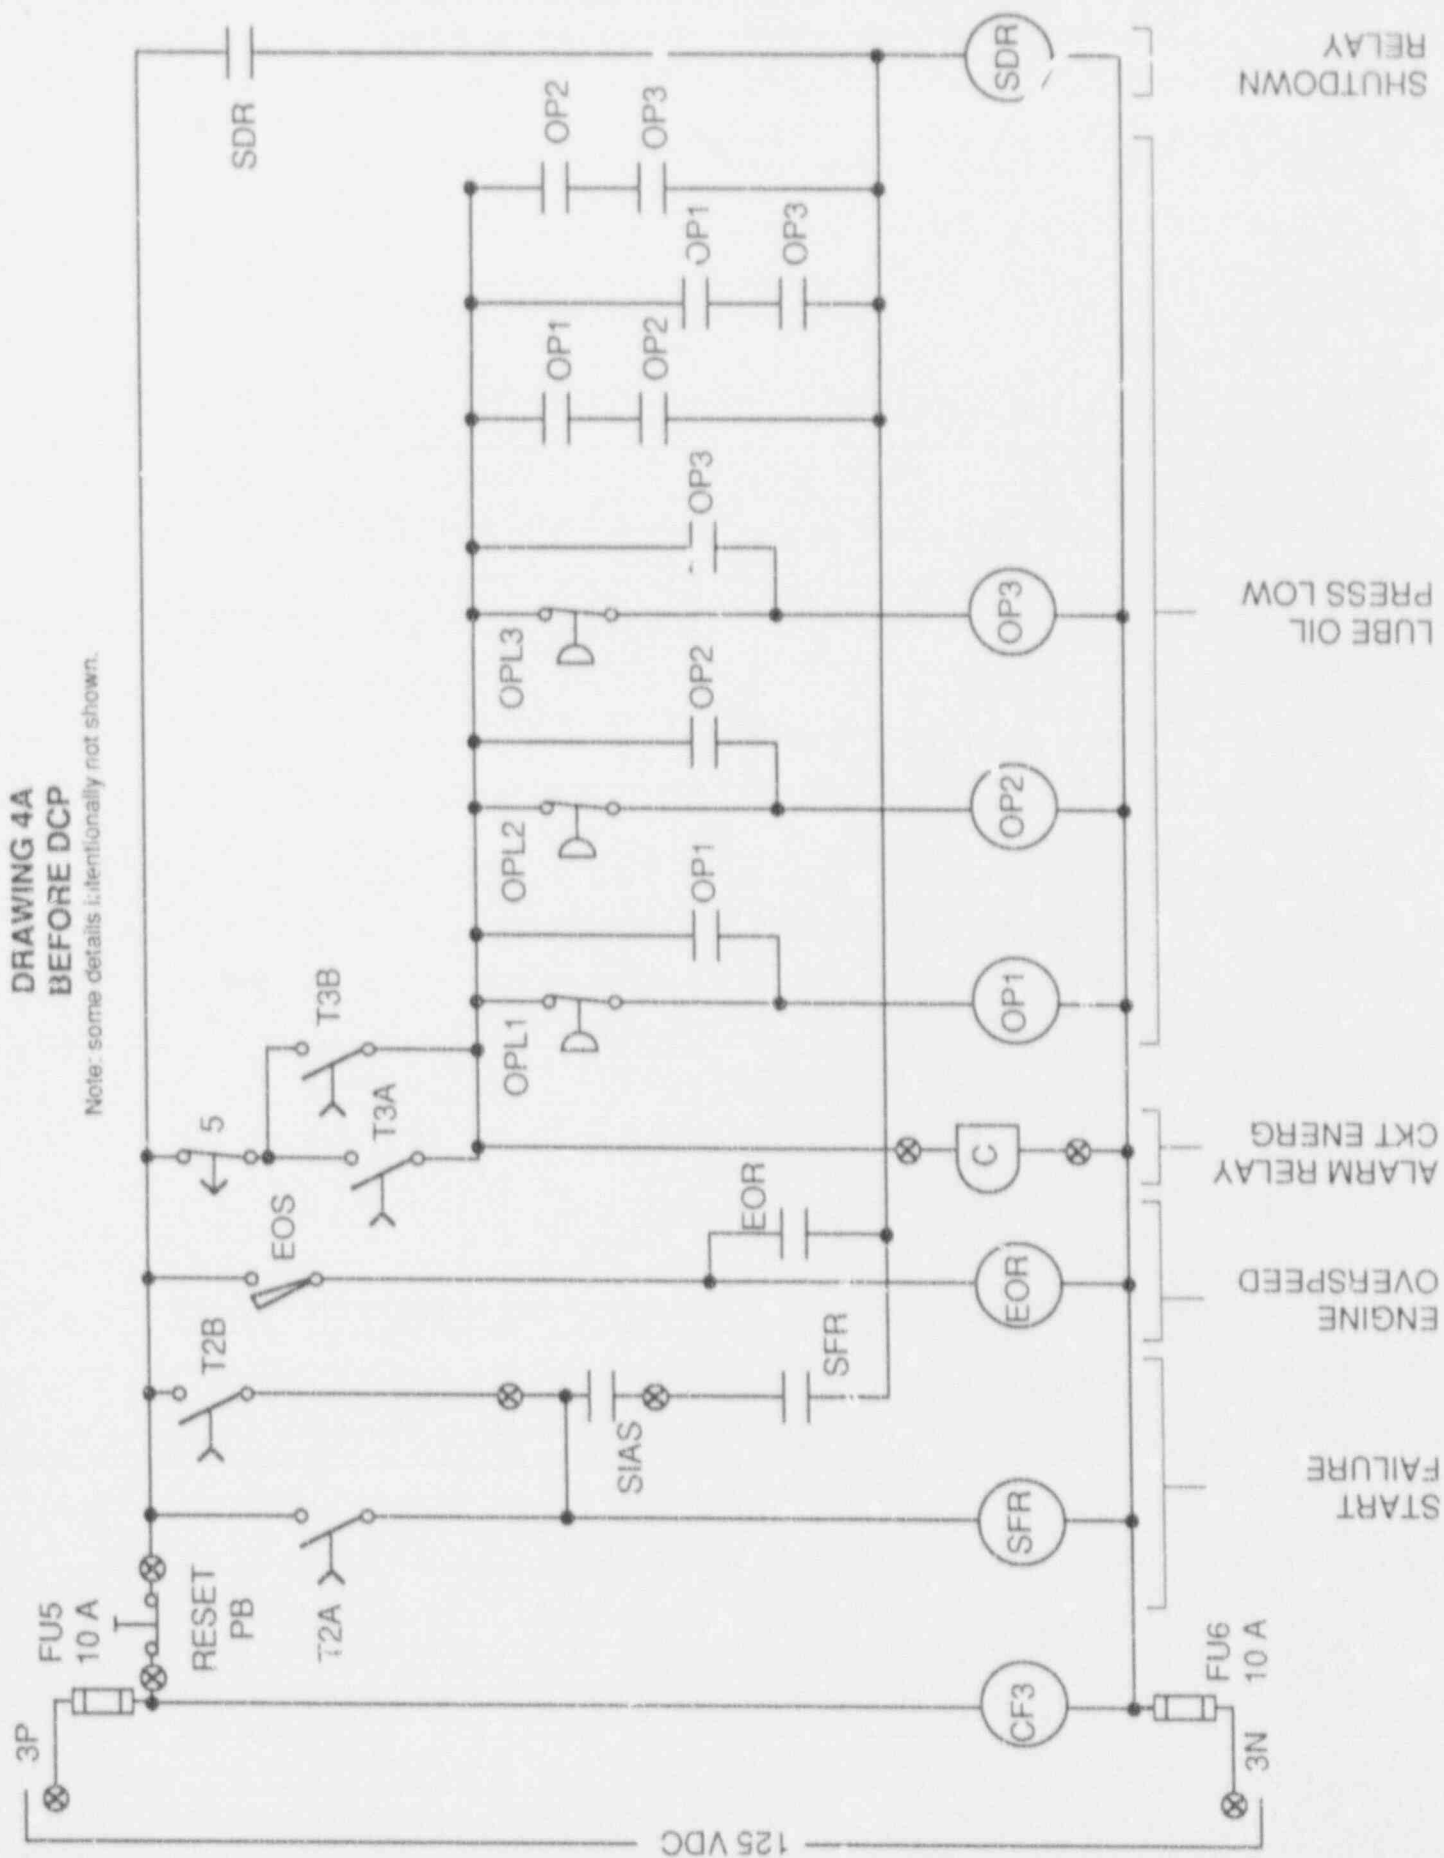 DRAWING 4A
BEFORE DCP
Note: some details intentionally not shown.
125 VDC
3P
FU5
10 A
RESET
PB
T2A
T2B
EOS
5
T3A
T3B
SDR
SIAS
SFR
EOR
OPL1
OP1
OPL2
OP2
OPL3
OP3
OP1
OP2
OP1
OP3
OP2
OP3
CF3
SFR
EOR
C
OP1
OP2
OP3
SDR
3N
FU6
10 A
START
FAILURE
ENGINE
OVERSPEED
ALARM RELAY
CKT ENERG
LUBE OIL
PRESS LOW
SHUTDOWN
RELAY